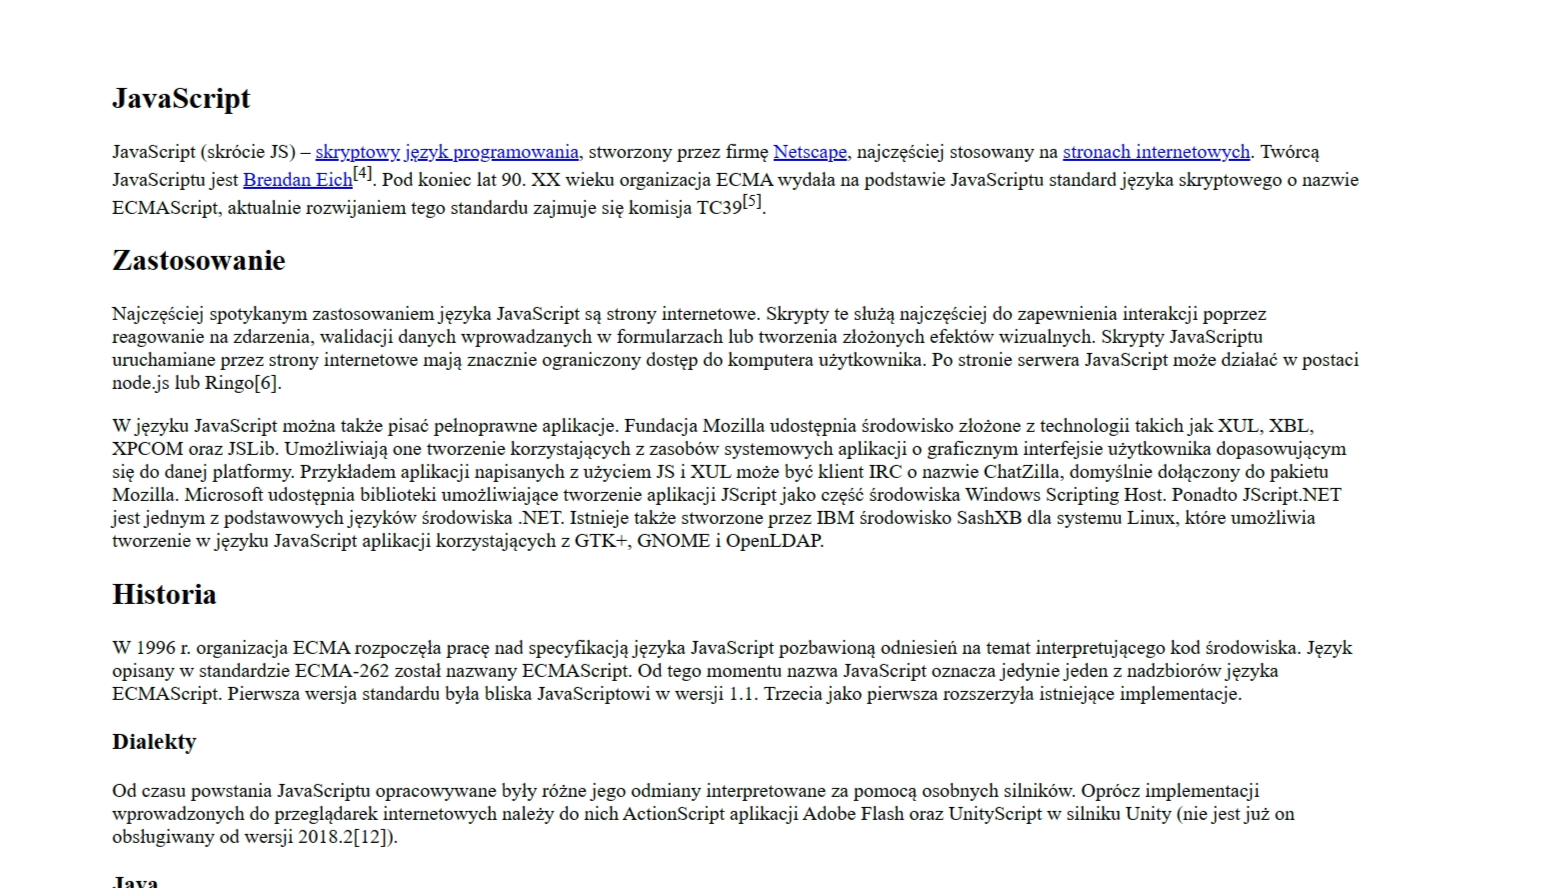 JavaScript
JavaScript (skrócie JS) – skryptowy język programowania, stworzony przez firmę Netscape, najczęściej stosowany na stronach internetowych. Twórcą
JavaScriptu jest Brendan Eich[4]. Pod koniec lat 90. XX wieku organizacja ECMA wydała na podstawie JavaScriptu standard języka skryptowego o nazwie
ECMAScript, aktualnie rozwijaniem tego standardu zajmuje się komisja TC39[5].
Zastosowanie
Najczęściej spotykanym zastosowaniem języka JavaScript są strony internetowe. Skrypty te służą najczęściej do zapewnienia interakcji poprzez
reagowanie na zdarzenia, walidacji danych wprowadzanych w formularzach lub tworzenia złożonych efektów wizualnych. Skrypty JavaScriptu
uruchamiane przez strony internetowe mają znacznie ograniczony dostęp do komputera użytkownika. Po stronie serwera JavaScript może działać w postaci
node.js lub Ringo[6].
W języku JavaScript można także pisać pełnoprawne aplikacje. Fundacja Mozilla udostępnia środowisko złożone z technologii takich jak XUL, XBL,
XPCOM oraz JSLib. Umożliwiają one tworzenie korzystających z zasobów systemowych aplikacji o graficznym interfejsie użytkownika dopasowującym
się do danej platformy. Przykładem aplikacji napisanych z użyciem JS i XUL może być klient IRC o nazwie ChatZilla, domyślnie dołączony do pakietu
Mozilla. Microsoft udostępnia biblioteki umożliwiające tworzenie aplikacji JScript jako część środowiska Windows Scripting Host. Ponadto JScript.NET
jest jednym z podstawowych języków środowiska .NET. Istnieje także stworzone przez IBM środowisko SashXB dla systemu Linux, które umożliwia
tworzenie w języku JavaScript aplikacji korzystających z GTK+, GNOME i OpenLDAP.
Historia
W 1996 r. organizacja ECMA rozpoczęła pracę nad specyfikacją języka JavaScript pozbawioną odniesień na temat interpretującego kod środowiska. Język
opisany w standardzie ECMA-262 został nazwany ECMAScript. Od tego momentu nazwa JavaScript oznacza jedynie jeden z nadzbiorów języka
ECMAScript. Pierwsza wersja standardu była bliska JavaScriptowi w wersji 1.1. Trzecia jako pierwsza rozszerzyła istniejące implementacje.
Dialekty
Od czasu powstania JavaScriptu opracowywane były różne jego odmiany interpretowane za pomocą osobnych silników. Oprócz implementacji
wprowadzonych do przeglądarek internetowych należy do nich ActionScript aplikacji Adobe Flash oraz UnityScript w silniku Unity (nie jest już on
obsługiwany od wersji 2018.2[12]).
Java